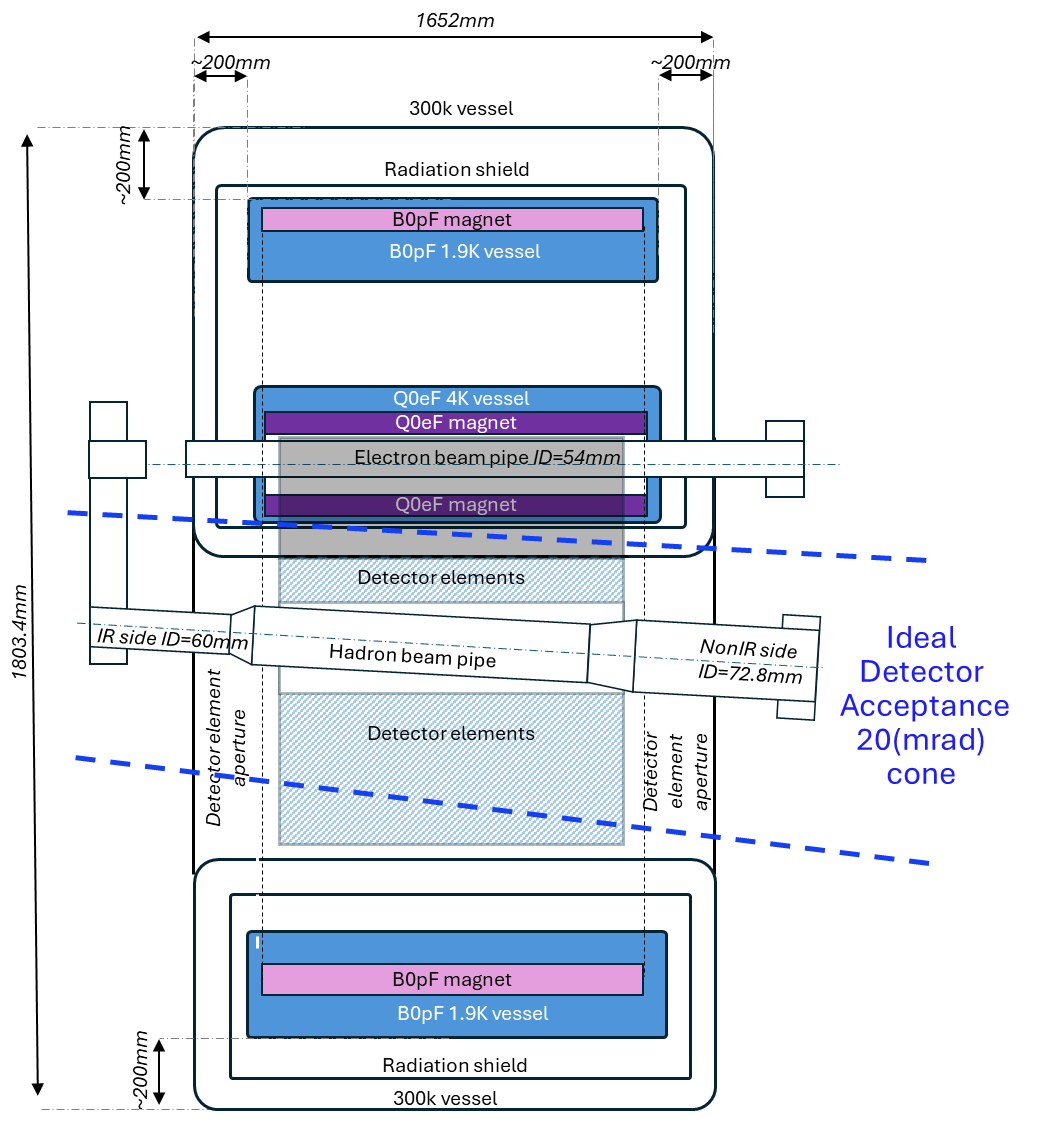 1652mm
~200mm
~200mm
300k vessel
~200mm
Radiation shield
B0pF magnet
B0pF 1.9K vessel
Q0eF 4K vessel
Q0eF magnet
Electron beam pipe ID=54mm
Q0eF magnet
Detector elements
1803.4mm
IR side ID=60mm
Hadron beam pipe
NonIR side
ID=72.8mm
Ideal
Detector
Acceptance
20(mrad)
cone
Detector element
aperture
Detector elements
Detector
element
aperture
B0pF magnet
B0pF 1.9K vessel
~200mm
Radiation shield
300k vessel